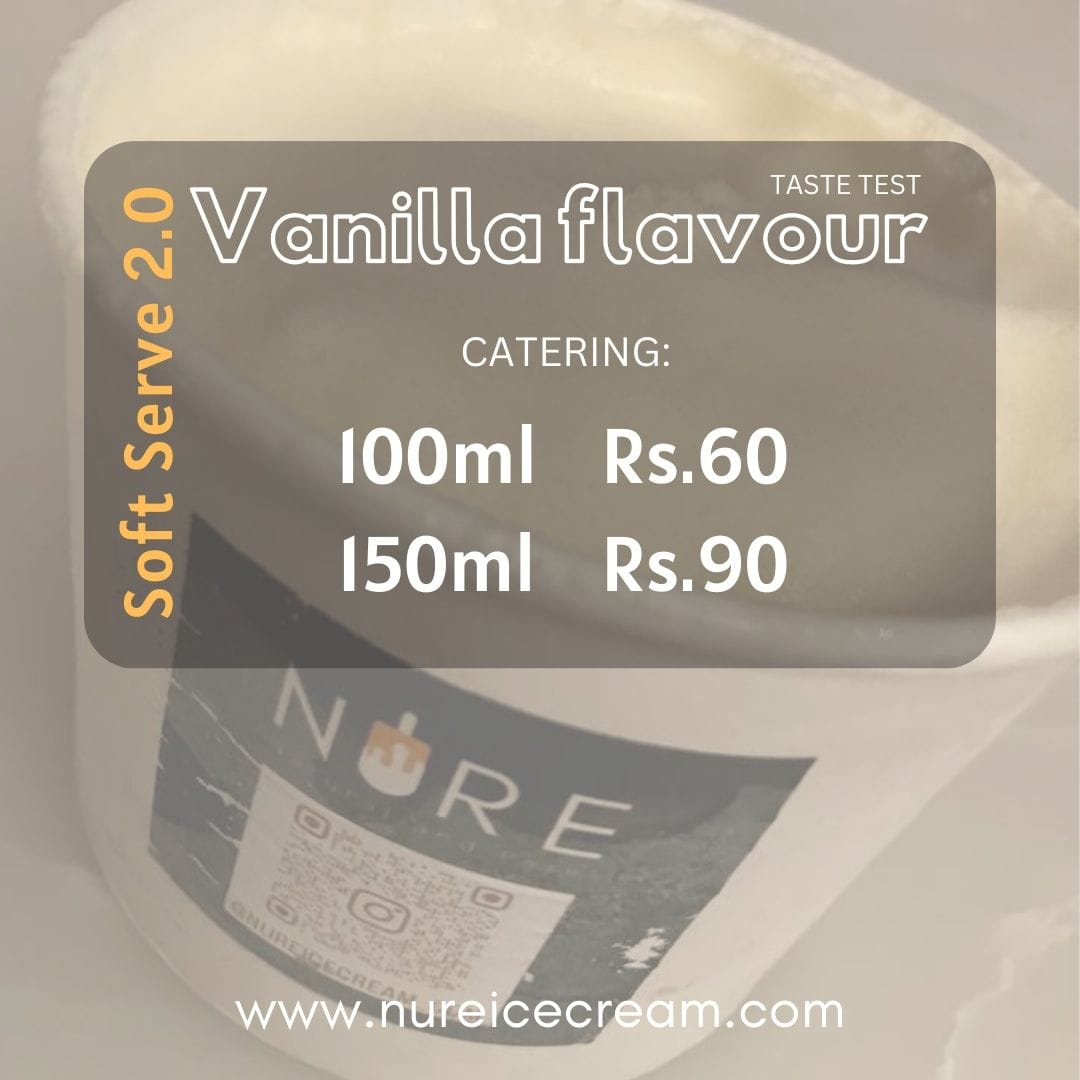 TASTE TEST
Vanilla flavour
Soft Serve 2.0
CATERING:
100ml Rs.60
150ml Rs.90
NURE
@NUREICECREAM
www.nureicecream.com